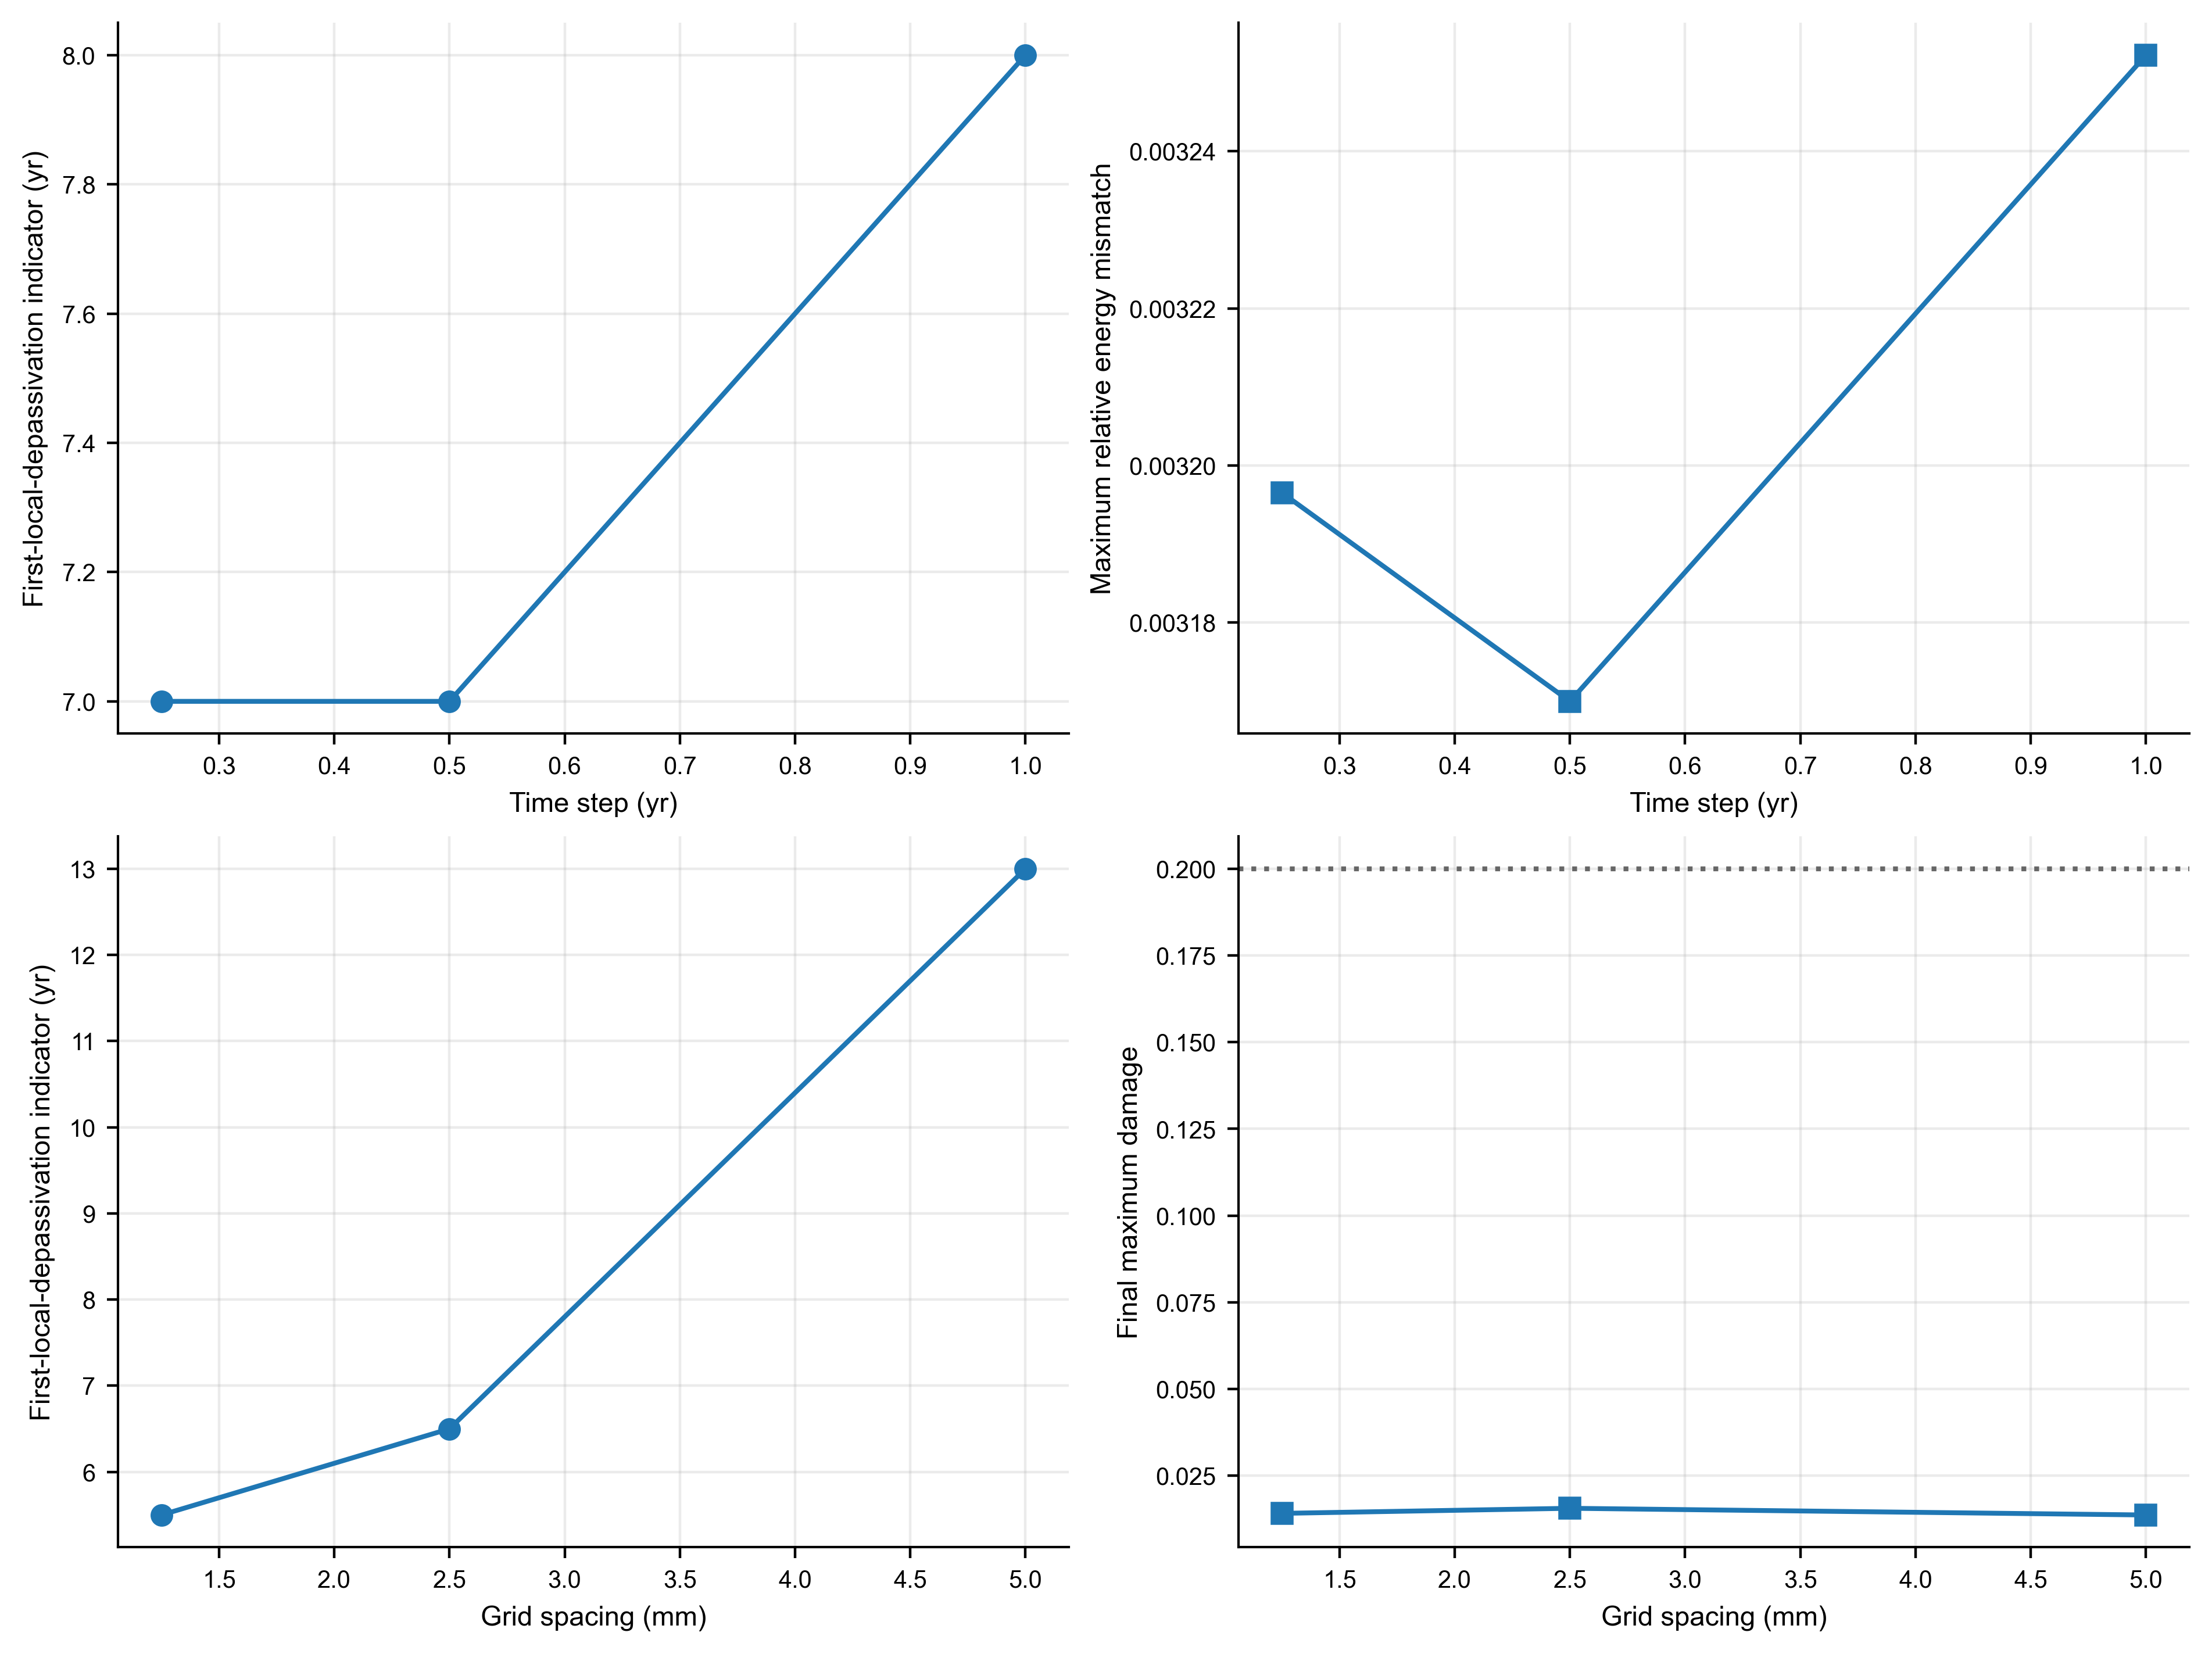 First-local-depassivation indicator (yr)
8.0
7.8
7.6
7.4
7.2
7.0
0.3 0.4 0.5 0.6 0.7 0.8 0.9 1.0
Time step (yr)
Maximum relative energy mismatch
0.00324
0.00322
0.00320
0.00318
0.3 0.4 0.5 0.6 0.7 0.8 0.9 1.0
Time step (yr)
First-local-depassivation indicator (yr)
13
12
11
10
9
8
7
6
1.5 2.0 2.5 3.0 3.5 4.0 4.5 5.0
Grid spacing (mm)
Final maximum damage
0.200
0.175
0.150
0.125
0.100
0.075
0.050
0.025
1.5 2.0 2.5 3.0 3.5 4.0 4.5 5.0
Grid spacing (mm)